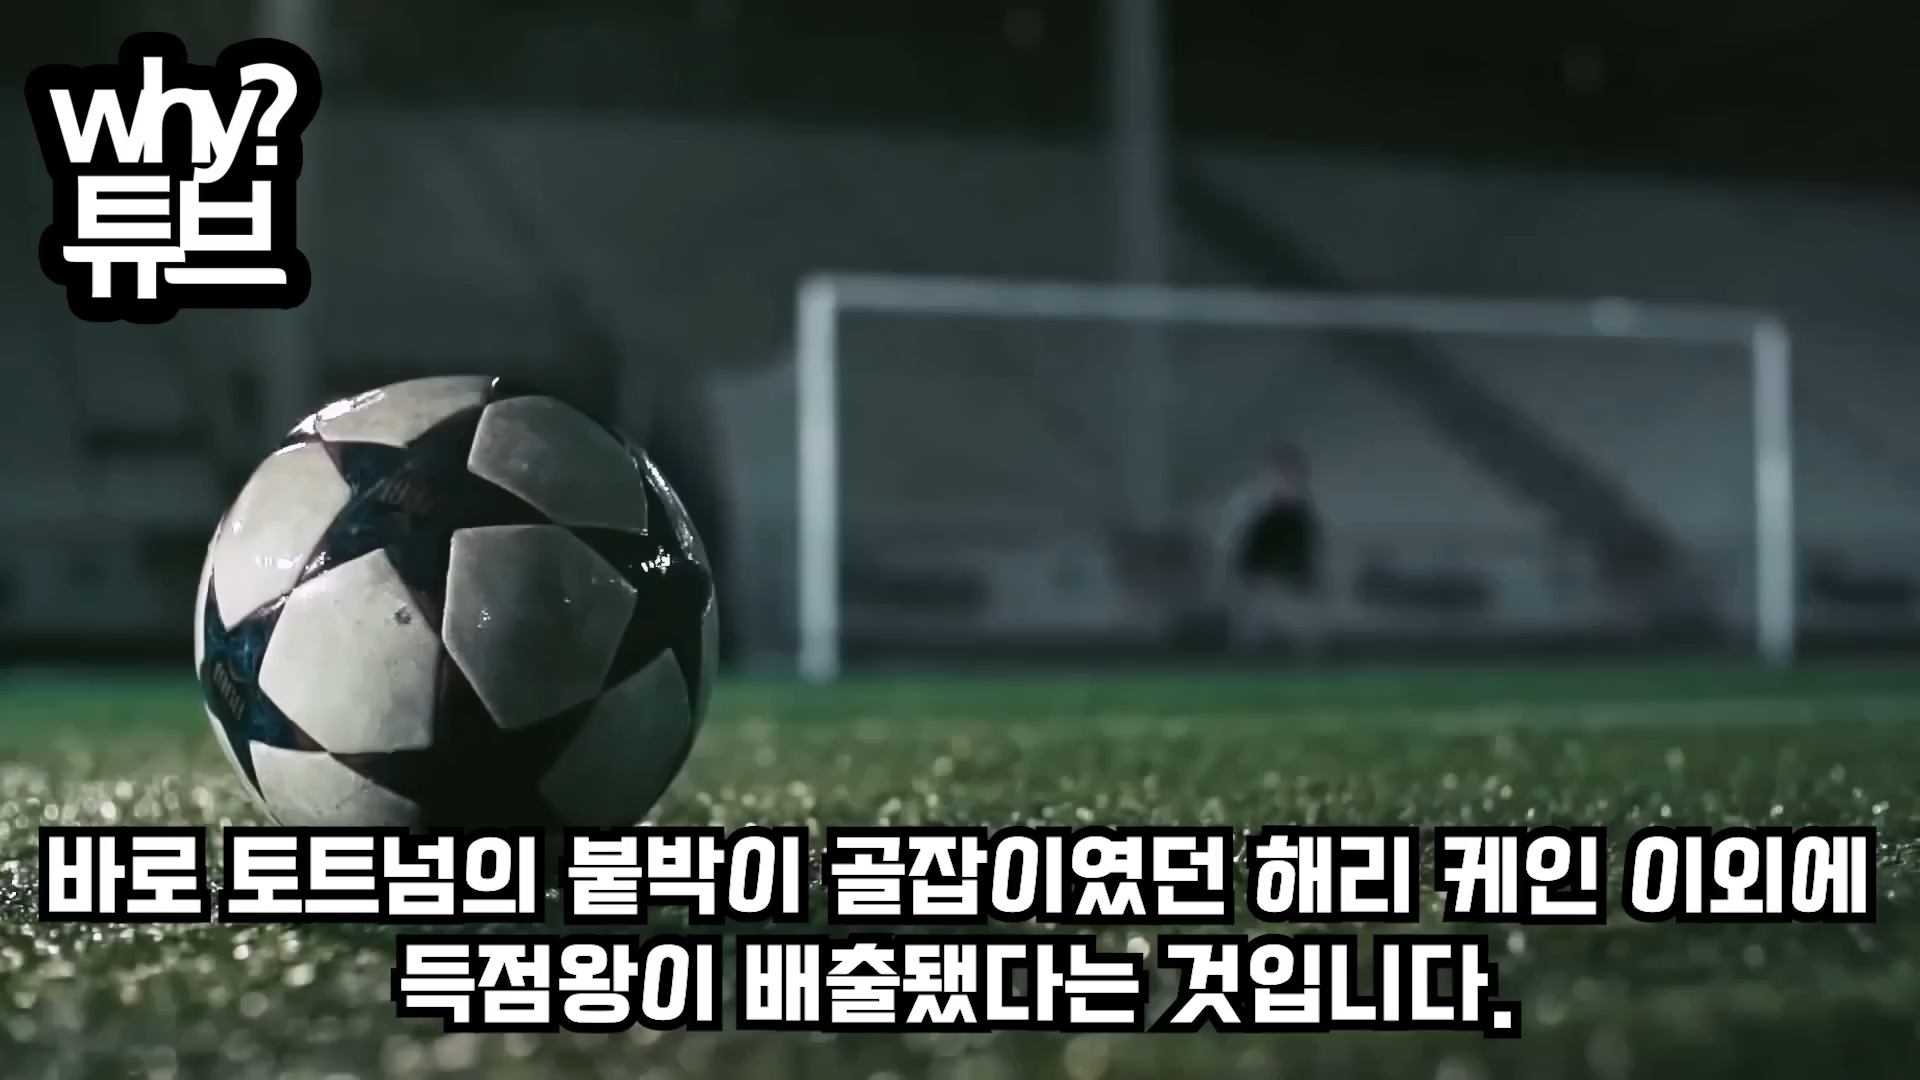 why?
튜브
바로 토트넘의 붙박이 골잡이였던 해리 케인 이외에
득점왕이 배출됐다는 것입니다.